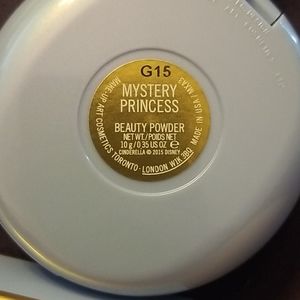 G15
MYSTERY
PRINCESS
BEAUTY POWDER
NET WT./POIDS NET
10 g / 0.35 US OZ e
CINDERELLA © 2015 DISNEY
MAKE-UP ART COSMETICS TORONTO · LONDON W1K 3BQ MADE IN USA